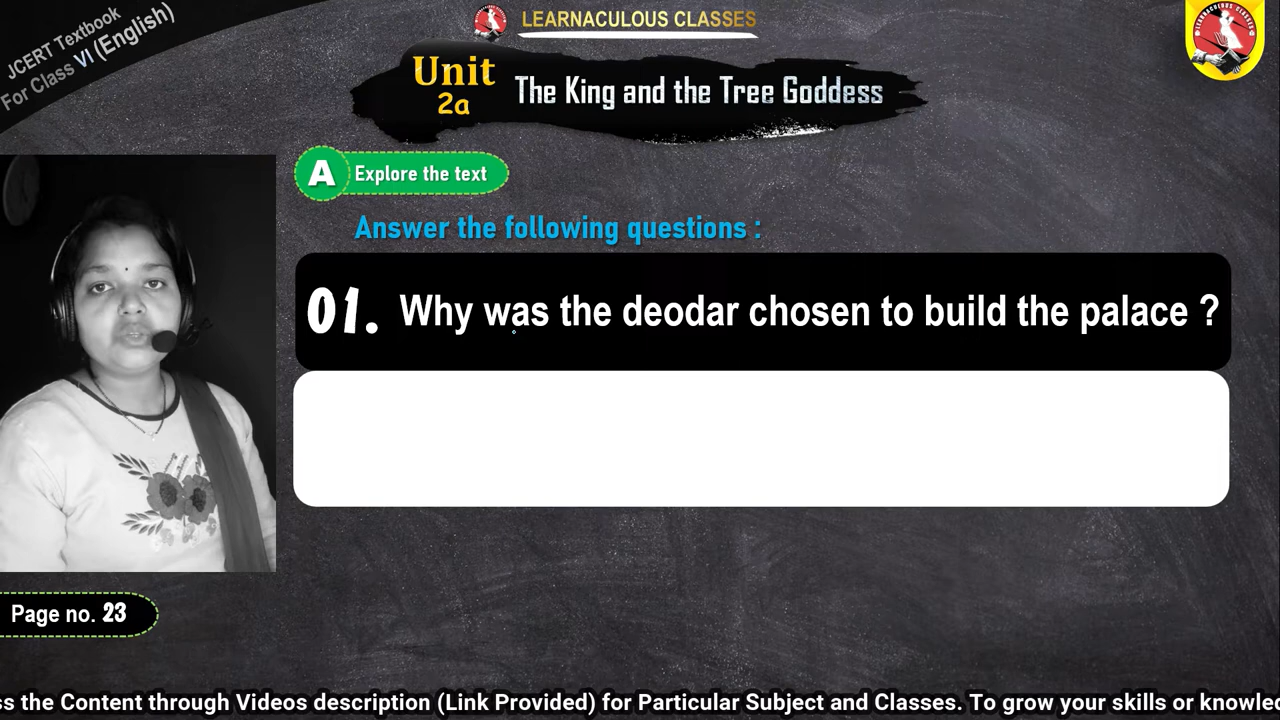 JCERT Textbook
For Class VI (English)
LEARNACULOUS CLASSES
LEARNACULOUS CLASSES
Unit
2a
The King and the Tree Goddess
A
Explore the text
Answer the following questions :
01. Why was the deodar chosen to build the palace ?
Page no. 23
the Content through Videos description (Link Provided) for Particular Subject and Classes. To grow your skills or